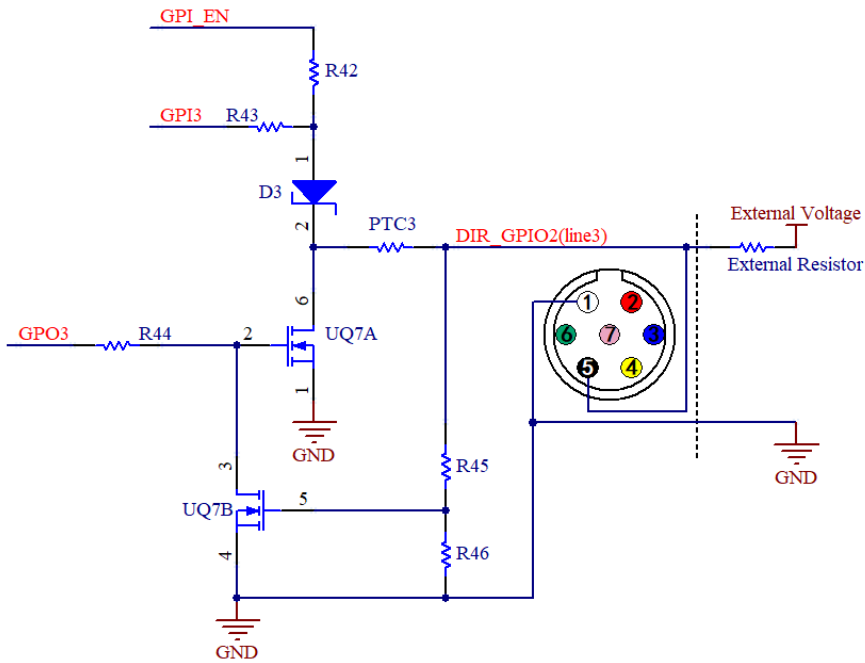 GPI_EN
R42
GPI3
R43
1
D3
2
PTC3
DIR_GPIO2(line3)
External Voltage
External Resistor
6
1
2
GPO3
R44
2
UQ7A
6
7
3
1
5
4
GND
GND
R45
3
UQ7B
5
4
R46
GND